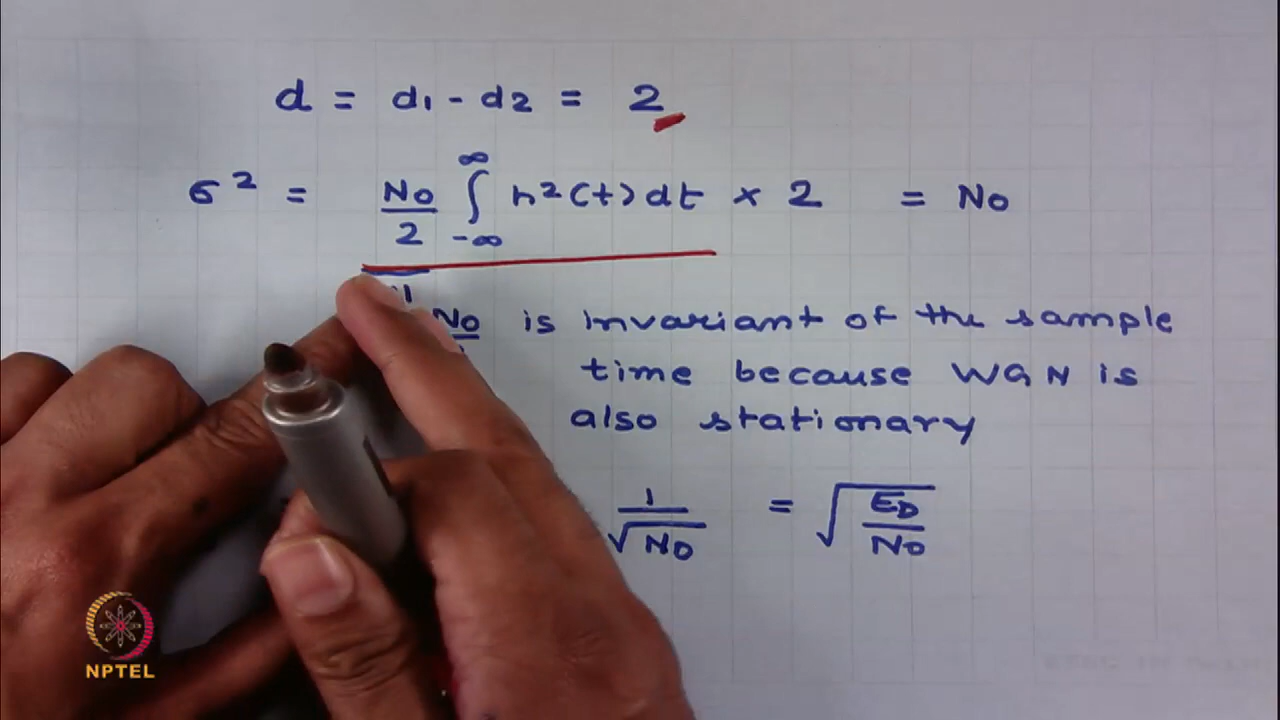 d = d1 - d2 = 2
σ² = No/2 ∫_{-∞}^{∞} h²(t) dt × 2 = No
No is invariant of the sample
time because WGN is
also stationary
1/√No = √(ED/No)
NPTEL